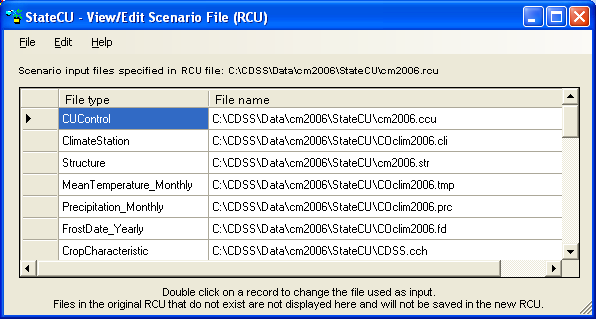 StateCU - View/Edit Scenario File (RCU)
File Edit Help
Scenario input files specified in RCU file: C:\CDSS\Data\cm2006\StateCU\cm2006.rcu
File type File name
CUControl C:\CDSS\Data\cm2006\StateCU\cm2006.ccu
ClimateStation C:\CDSS\Data\cm2006\StateCU\COclim2006.cli
Structure C:\CDSS\Data\cm2006\StateCU\cm2006.str
MeanTemperature_Monthly C:\CDSS\Data\cm2006\StateCU\COclim2006.tmp
Precipitation_Monthly C:\CDSS\Data\cm2006\StateCU\COclim2006.prc
FrostDate_Yearly C:\CDSS\Data\cm2006\StateCU\COclim2006.fd
CropCharacteristic C:\CDSS\Data\cm2006\StateCU\CDSS.cch
Double click on a record to change the file used as input.
Files in the original RCU that do not exist are not displayed here and will not be saved in the new RCU.